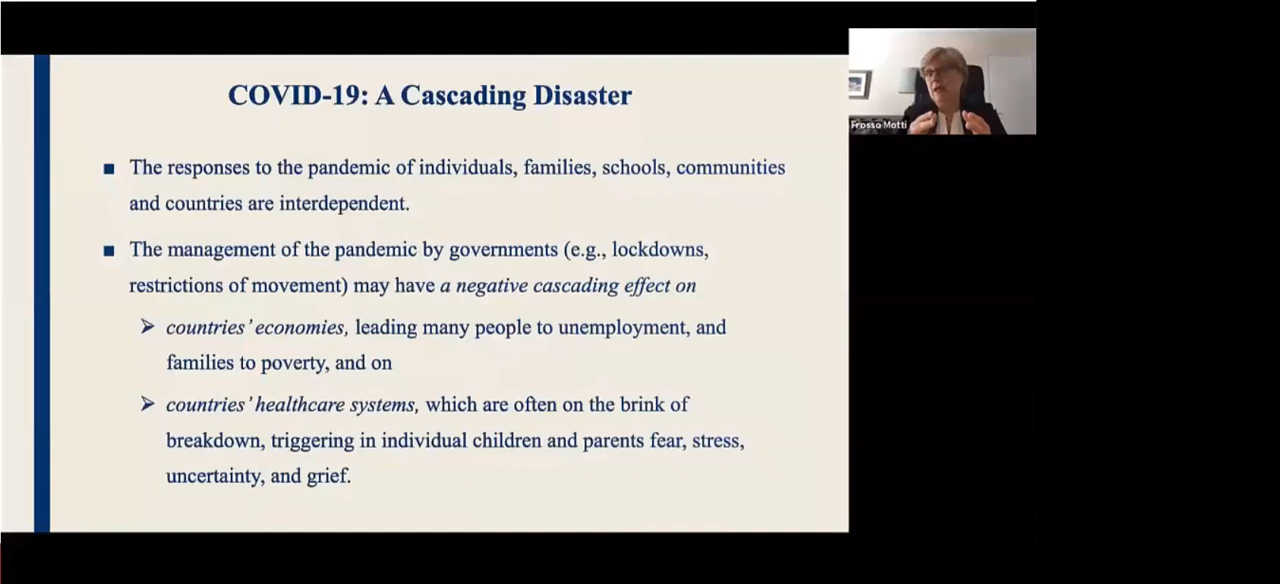 COVID-19: A Cascading Disaster
■ The responses to the pandemic of individuals, families, schools, communities
and countries are interdependent.
■ The management of the pandemic by governments (e.g., lockdowns,
restrictions of movement) may have a negative cascading effect on
➢ countries' economies, leading many people to unemployment, and
families to poverty, and on
➢ countries' healthcare systems, which are often on the brink of
breakdown, triggering in individual children and parents fear, stress,
uncertainty, and grief.
Frosso Motti